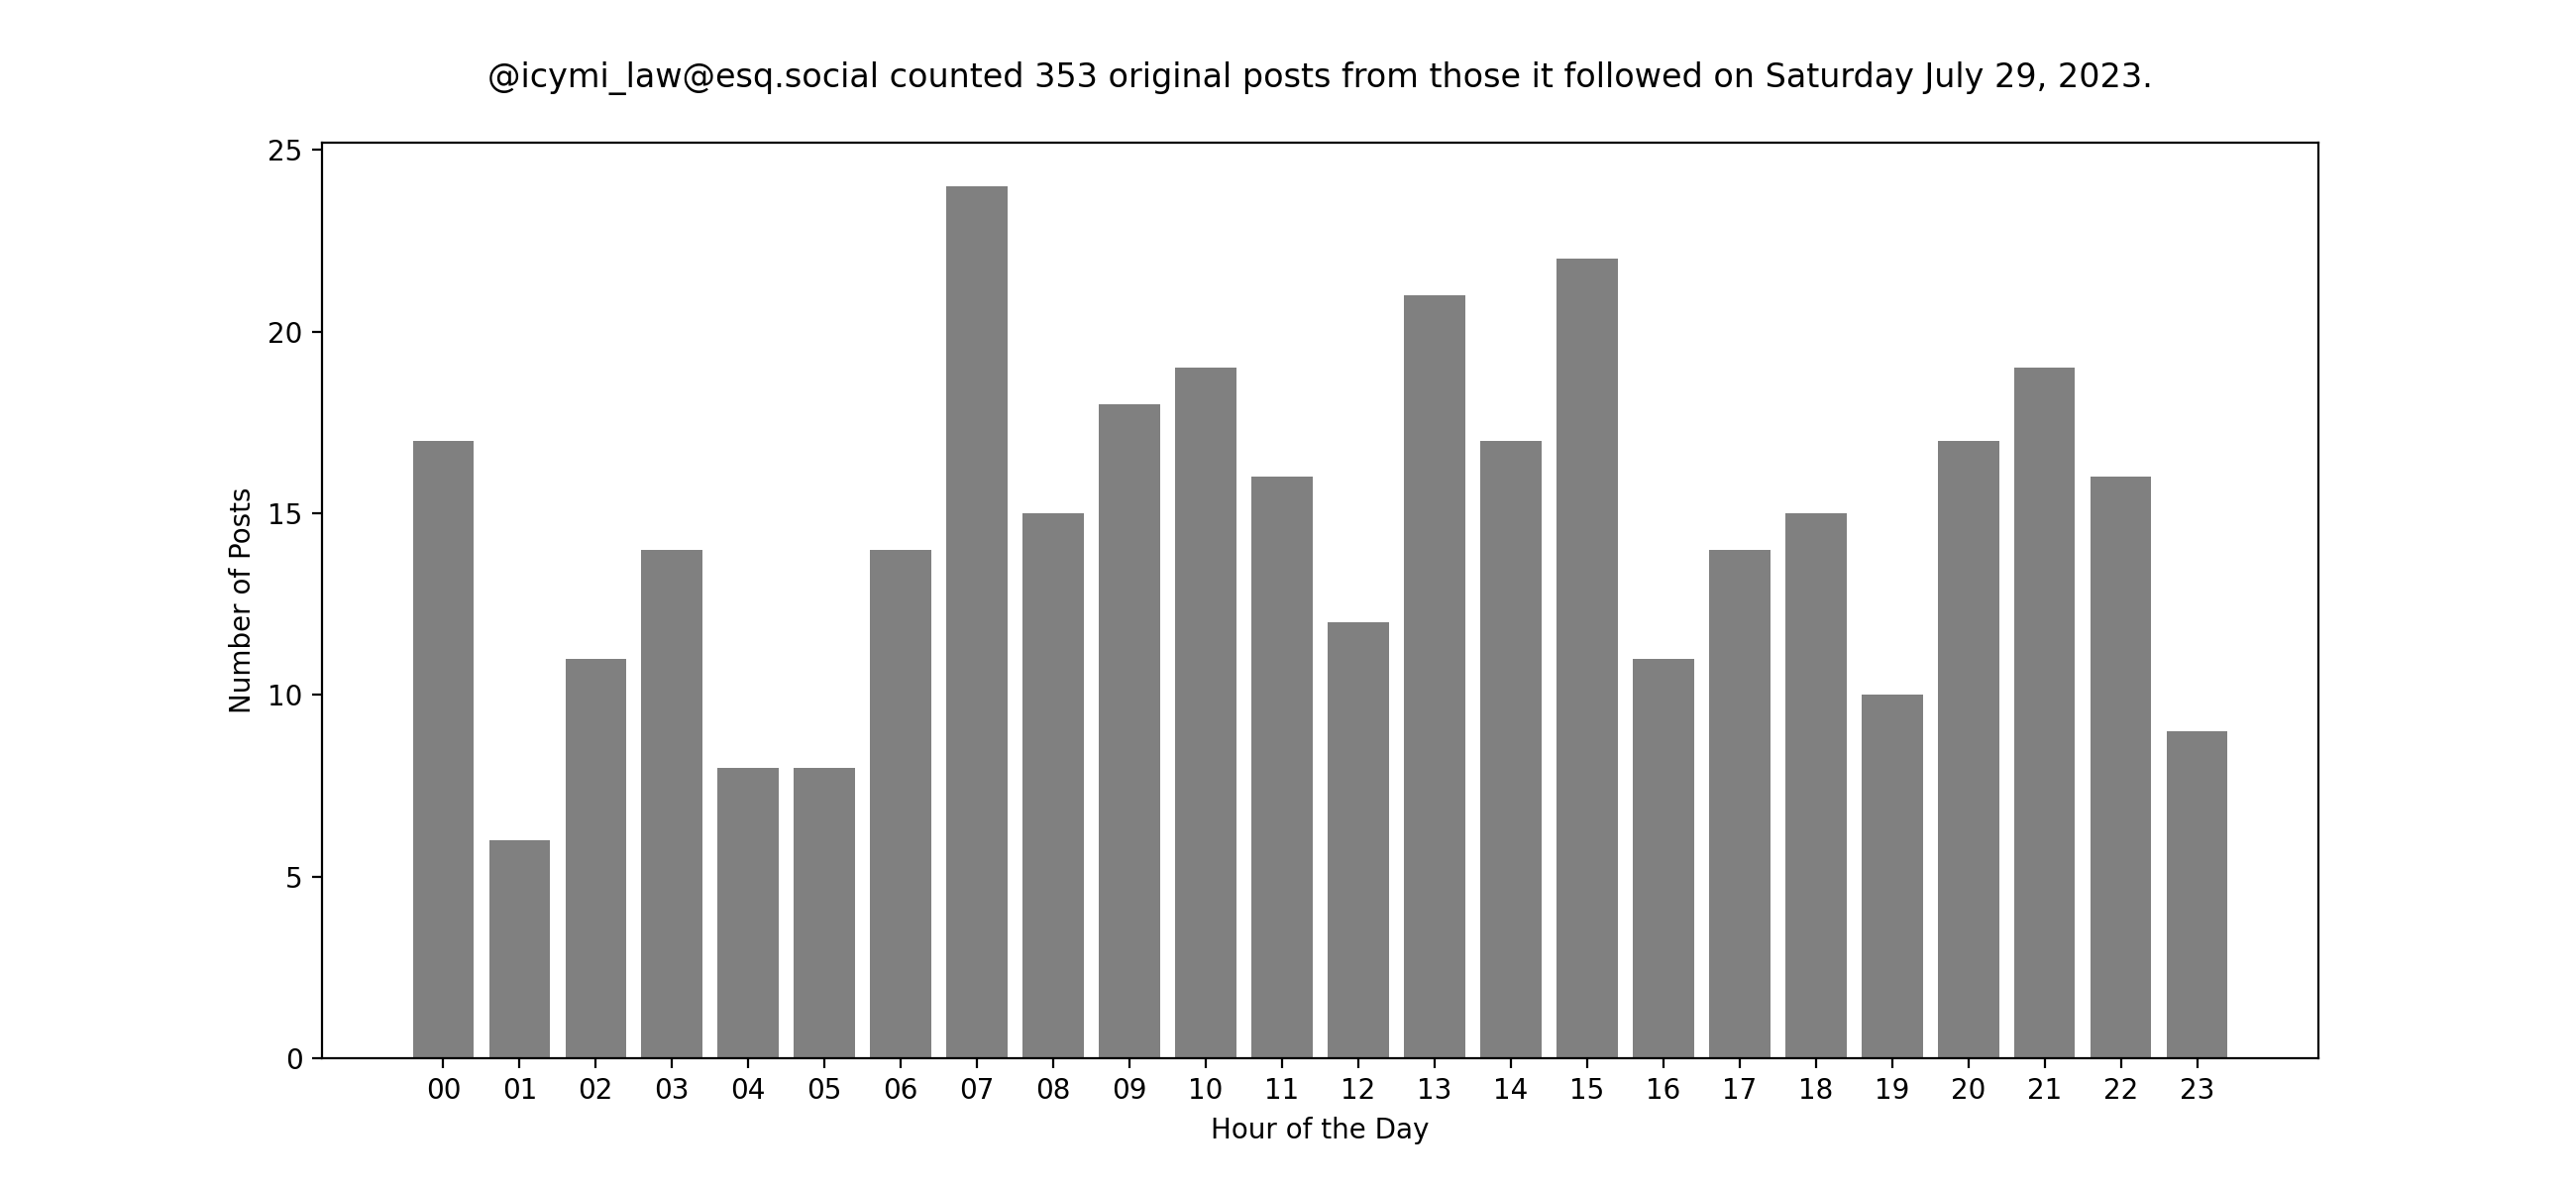 @icymi_law@esq.social counted 353 original posts from those it followed on Saturday July 29, 2023.
25
20
15
10
5
0
Number of Posts
00 01 02 03 04 05 06 07 08 09 10 11 12 13 14 15 16 17 18 19 20 21 22 23
Hour of the Day